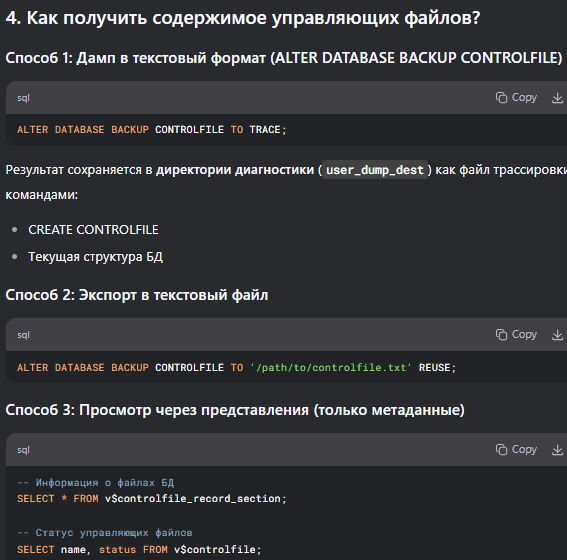 4. Как получить содержимое управляющих файлов?
Способ 1: Дамп в текстовый формат (ALTER DATABASE BACKUP CONTROLFILE)
sql Copy
ALTER DATABASE BACKUP CONTROLFILE TO TRACE;
Результат сохраняется в директории диагностики (user_dump_dest) как файл трассировки
командами:
• CREATE CONTROLFILE
• Текущая структура БД
Способ 2: Экспорт в текстовый файл
sql Copy
ALTER DATABASE BACKUP CONTROLFILE TO '/path/to/controlfile.txt' REUSE;
Способ 3: Просмотр через представления (только метаданные)
sql Copy
-- Информация о файлах БД
SELECT * FROM v$controlfile_record_section;
-- Статус управляющих файлов
SELECT name, status FROM v$controlfile;